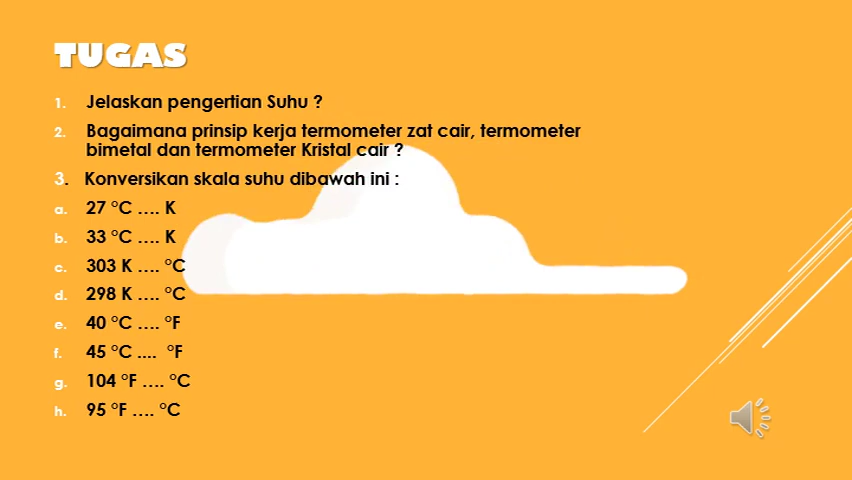 TUGAS
1. Jelaskan pengertian Suhu ?
2. Bagaimana prinsip kerja termometer zat cair, termometer
bimetal dan termometer Kristal cair ?
3. Konversikan skala suhu dibawah ini :
a. 27 °C .... K
b. 33 °C .... K
c. 303 K .... °C
d. 298 K .... °C
e. 40 °C .... °F
f. 45 °C .... °F
g. 104 °F .... °C
h. 95 °F .... °C